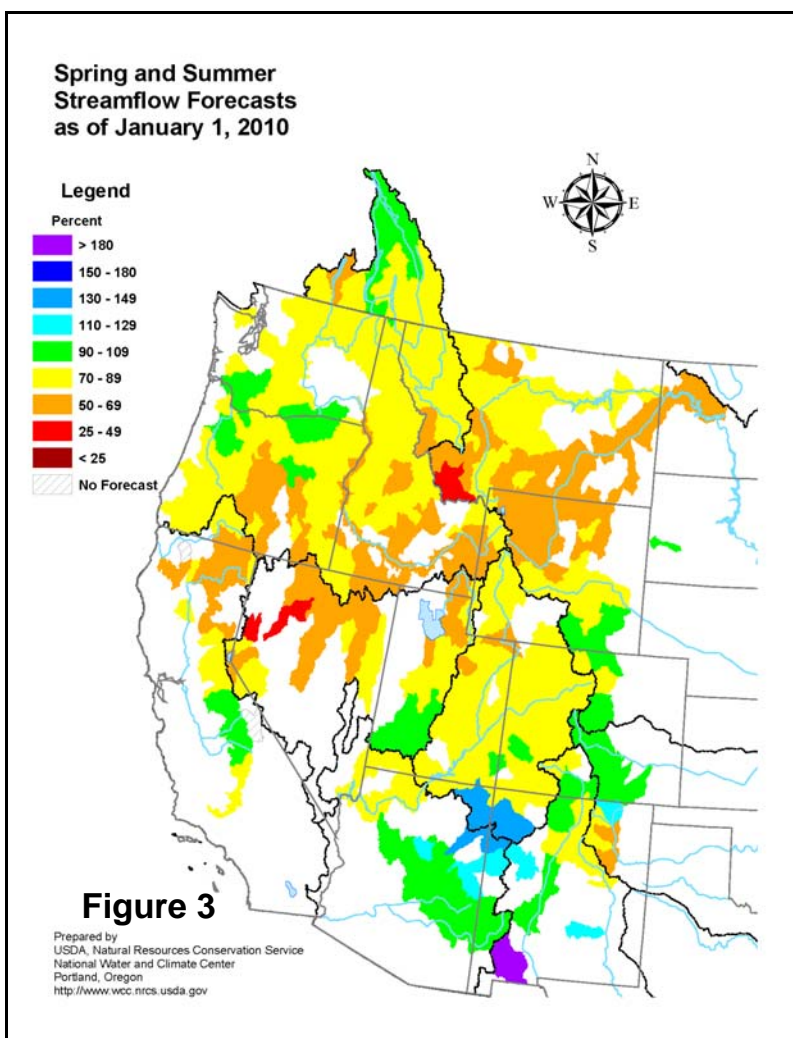 Spring and Summer
Streamflow Forecasts
as of January 1, 2010
N
W
E
S
Legend
Percent
> 180
150 - 180
130 - 149
110 - 129
90 - 109
70 - 89
50 - 69
25 - 49
< 25
No Forecast
Figure 3
Prepared by
USDA, Natural Resources Conservation Service
National Water and Climate Center
Portland, Oregon
http://www.wcc.nrcs.usda.gov